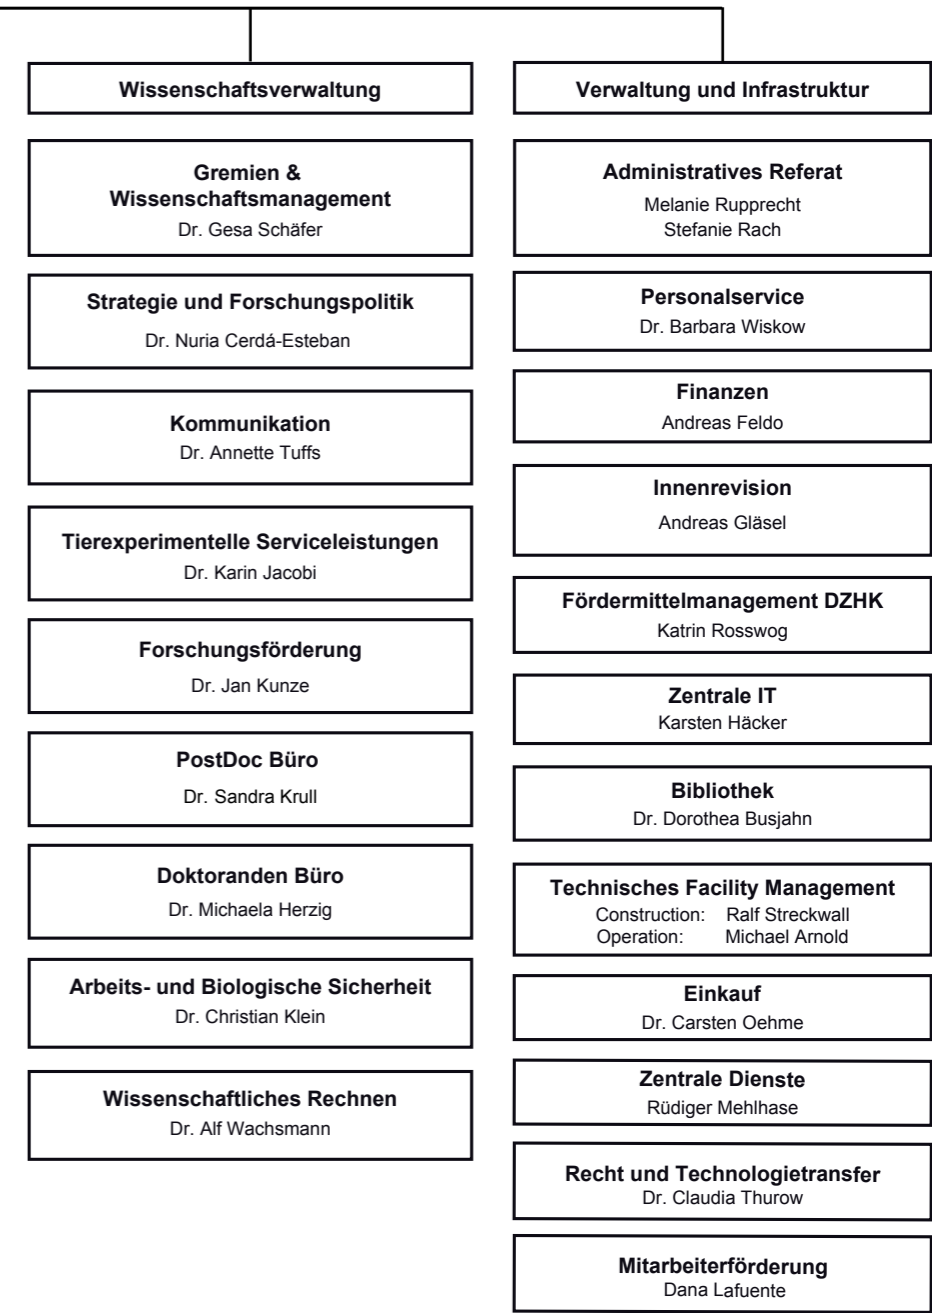 Wissenschaftsverwaltung
Gremien &
Wissenschaftsmanagement
Dr. Gesa Schäfer
Strategie und Forschungspolitik
Dr. Nuria Cerdá-Esteban
Kommunikation
Dr. Annette Tuffs
Tierexperimentelle Serviceleistungen
Dr. Karin Jacobi
Forschungsförderung
Dr. Jan Kunze
PostDoc Büro
Dr. Sandra Krull
Doktoranden Büro
Dr. Michaela Herzig
Arbeits- und Biologische Sicherheit
Dr. Christian Klein
Wissenschaftliches Rechnen
Dr. Alf Wachsmann
Verwaltung und Infrastruktur
Administratives Referat
Melanie Rupprecht
Stefanie Rach
Personalservice
Dr. Barbara Wiskow
Finanzen
Andreas Feldo
Innenrevision
Andreas Gläsel
Fördermittelmanagement DZHK
Katrin Rosswog
Zentrale IT
Karsten Häcker
Bibliothek
Dr. Dorothea Busjahn
Technisches Facility Management
Construction: Ralf Streckwall
Operation: Michael Arnold
Einkauf
Dr. Carsten Oehme
Zentrale Dienste
Rüdiger Mehlhase
Recht und Technologietransfer
Dr. Claudia Thurow
Mitarbeiterförderung
Dana Lafuente